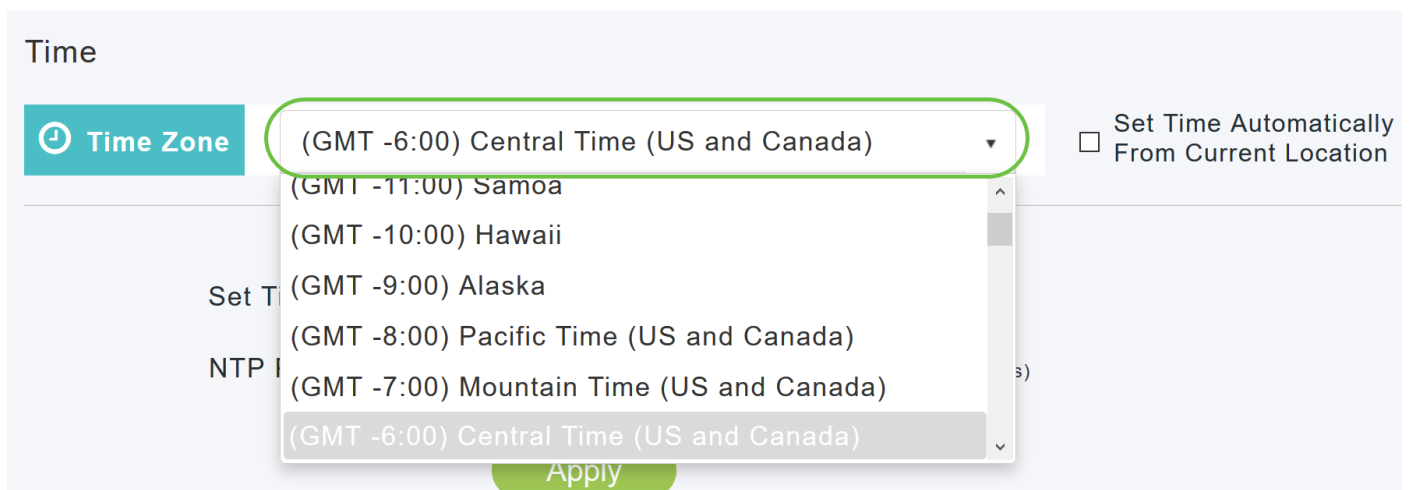 Time
Time Zone
(GMT -6:00) Central Time (US and Canada)
Set Time Automatically
From Current Location
(GMT -11:00) Samoa
(GMT -10:00) Hawaii
(GMT -9:00) Alaska
Set
(GMT -8:00) Pacific Time (US and Canada)
NTP
(GMT -7:00) Mountain Time (US and Canada)
(GMT -6:00) Central Time (US and Canada)
Apply